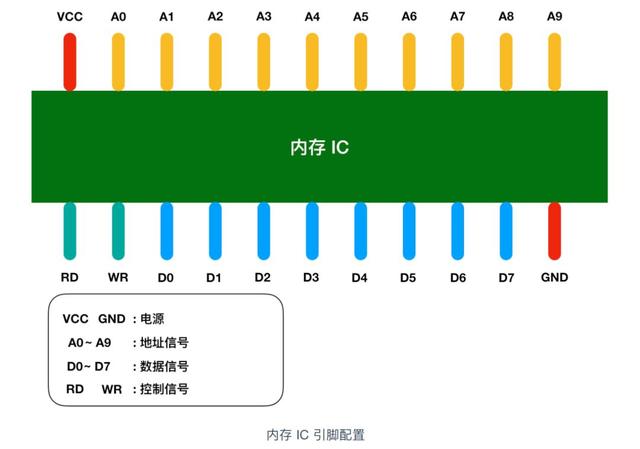 VCC A0 A1 A2 A3 A4 A5 A6 A7 A8 A9
内存 IC
RD WR D0 D1 D2 D3 D4 D5 D6 D7 GND
VCC GND : 电源
A0~ A9 : 地址信号
D0~ D7 : 数据信号
RD WR : 控制信号
内存 IC 引脚配置